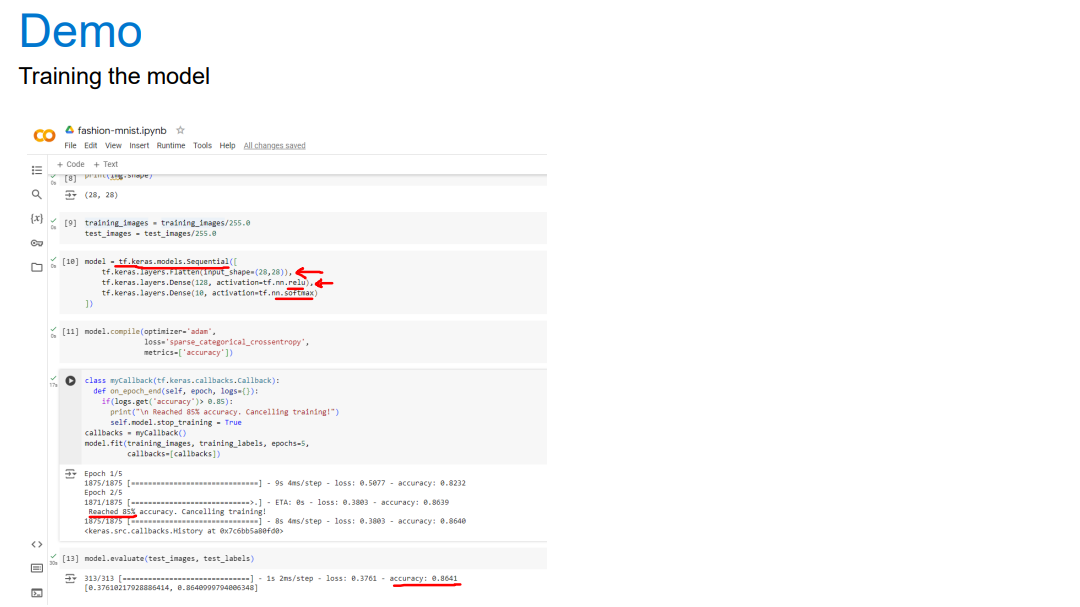 Demo
Training the model
fashion-mnist.ipynb
File Edit View Insert Runtime Tools Help All changes saved
+ Code + Text
0s [8] print(img.shape)
(28, 28)
0s [9] training_images = training_images/255.0
test_images = test_images/255.0
0s [10] model = tf.keras.models.Sequential([
tf.keras.layers.Flatten(input_shape=(28,28)),
tf.keras.layers.Dense(128, activation=tf.nn.relu),
tf.keras.layers.Dense(10, activation=tf.nn.softmax)
])
0s [11] model.compile(optimizer='adam',
loss='sparse_categorical_crossentropy',
metrics=['accuracy'])
17s class myCallback(tf.keras.callbacks.Callback):
def on_epoch_end(self, epoch, logs={}):
if(logs.get('accuracy')> 0.85):
print("\n Reached 85% accuracy. Cancelling training!")
self.model.stop_training = True
callbacks = myCallback()
model.fit(training_images, training_labels, epochs=5,
callbacks=[callbacks])
Epoch 1/5
1875/1875 [==============================] - 9s 4ms/step - loss: 0.5077 - accuracy: 0.8232
Epoch 2/5
1871/1875 [============================>.] - ETA: 0s - loss: 0.3803 - accuracy: 0.8639
Reached 85% accuracy. Cancelling training!
1875/1875 [==============================] - 8s 4ms/step - loss: 0.3803 - accuracy: 0.8640
<keras.src.callbacks.History at 0x7c6bb5a80fd0>
30s [13] model.evaluate(test_images, test_labels)
313/313 [==============================] - 1s 2ms/step - loss: 0.3761 - accuracy: 0.8641
[0.37610217928886414, 0.8640999794006348]